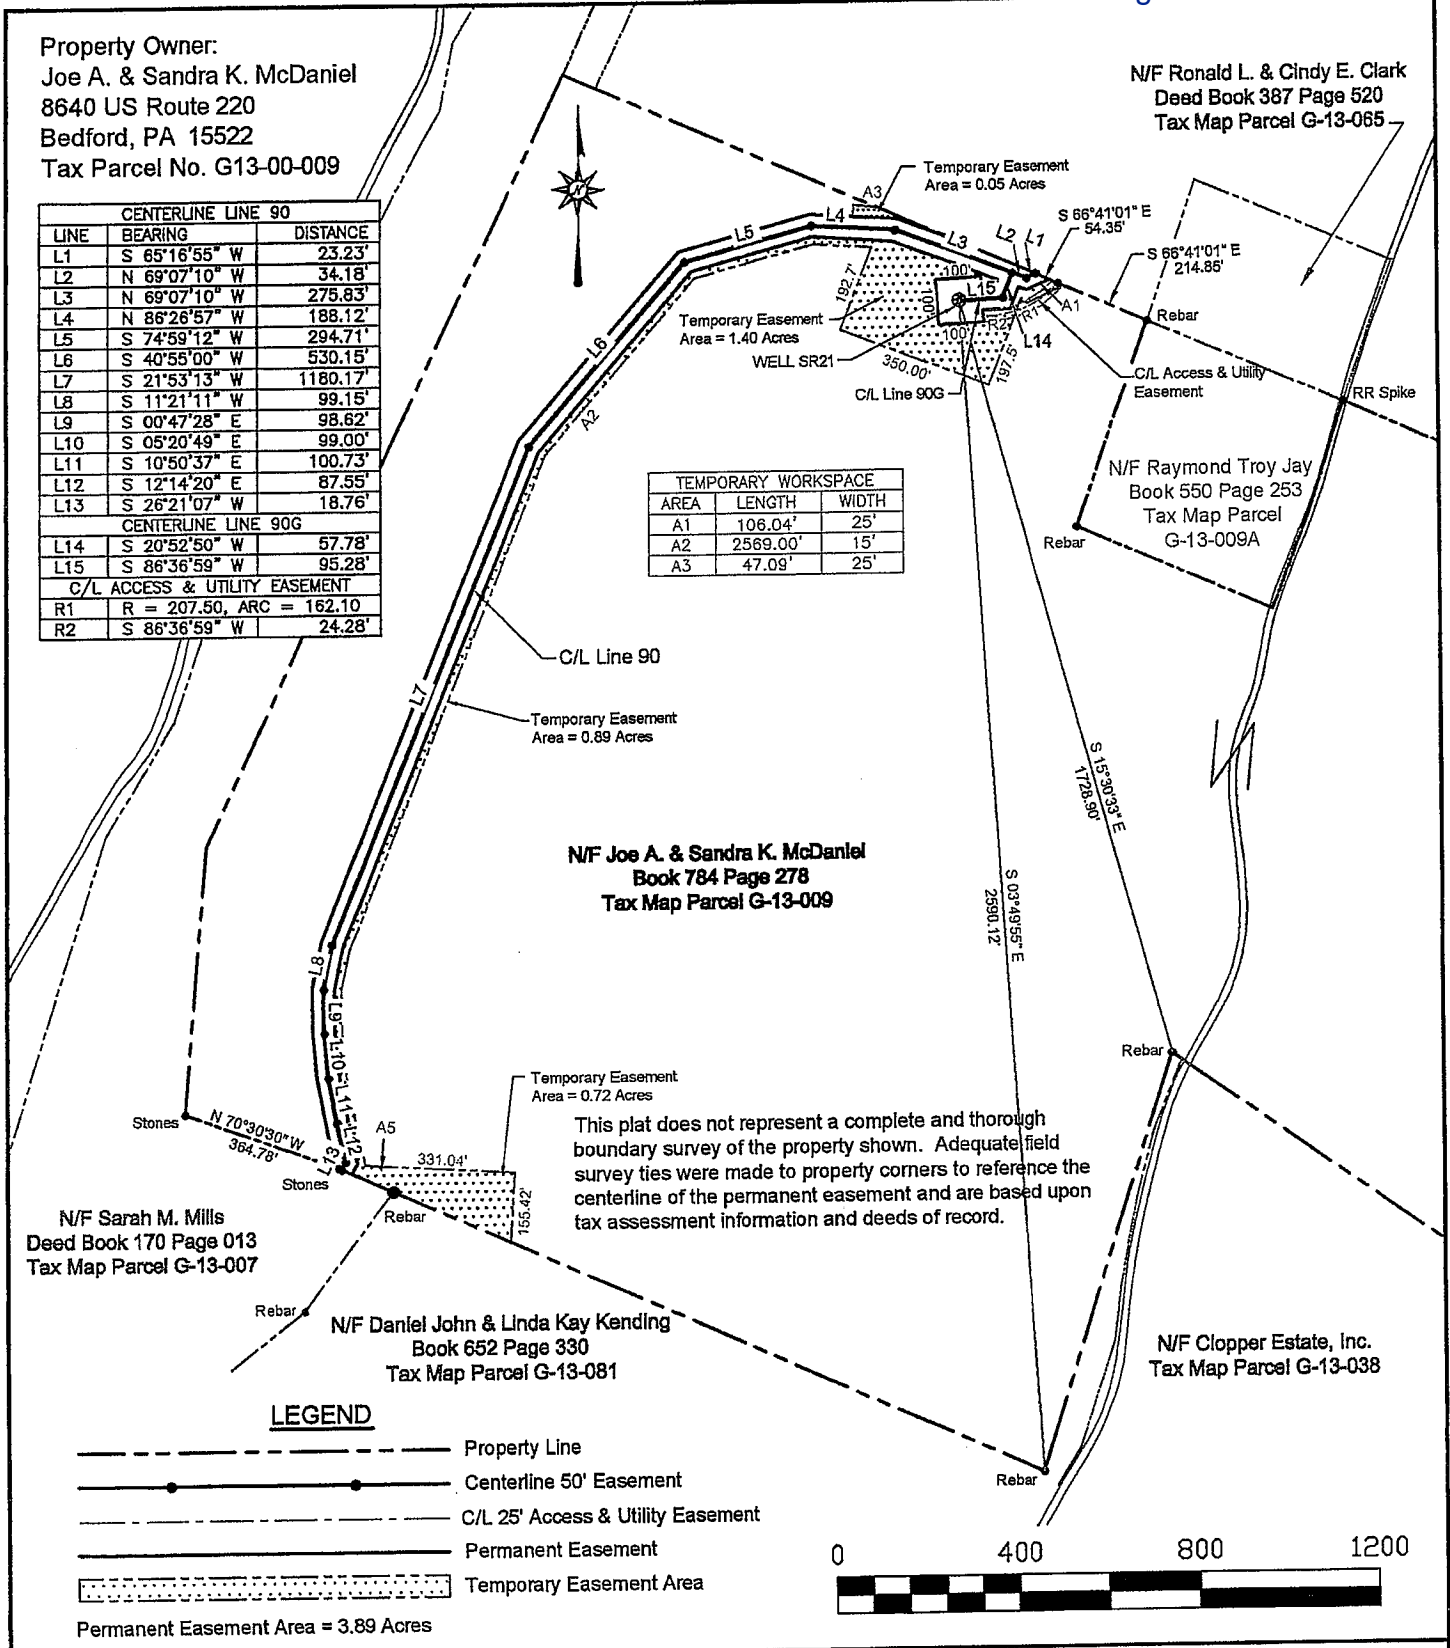 Property Owner:
Joe A. & Sandra K. McDaniel
8640 US Route 220
Bedford, PA 15522
Tax Parcel No. G13-00-009
N/F Ronald L. & Cindy E. Clark
Deed Book 387 Page 520
Tax Map Parcel G-13-065
CENTERLINE LINE 90
LINE BEARING DISTANCE
L1 S 65°16'55" W 23.23'
L2 N 69°07'10" W 34.18'
L3 N 69°07'10" W 275.83'
L4 N 86°26'57" W 188.12'
L5 S 74°59'12" W 294.71'
L6 S 40°55'00" W 530.15'
L7 S 21°53'13" W 1180.17'
L8 S 11°21'11" W 99.15'
L9 S 00°47'28" E 98.62'
L10 S 05°20'49" E 99.00'
L11 S 10°50'37" E 100.73'
L12 S 12°14'20" E 87.55'
L13 S 26°21'07" W 18.76'
CENTERLINE LINE 90G
L14 S 20°52'50" W 57.78'
L15 S 86°36'59" W 95.28'
C/L ACCESS & UTILITY EASEMENT
R1 R = 207.50, ARC = 162.10
R2 S 86°36'59" W 24.28'
N
Temporary Easement
Area = 0.05 Acres
A3
L4
L5
L3
L2
L1
S 66°41'01" E
54.35'
S 66°41'01" E
214.85'
192.7'
100'
L15
100'
100'
R2
R1
A1
L14
Rebar
Temporary Easement
Area = 1.40 Acres
WELL SR21
350.00'
197.5'
C/L Line 90G
C/L Access & Utility
Easement
RR Spike
L6
A2
TEMPORARY WORKSPACE
AREA LENGTH WIDTH
A1 106.04' 25'
A2 2569.00' 15'
A3 47.09' 25'
N/F Raymond Troy Jay
Book 550 Page 253
Tax Map Parcel
G-13-009A
Rebar
C/L Line 90
L7
Temporary Easement
Area = 0.89 Acres
S 15°30'33" E
1728.90'
N/F Joe A. & Sandra K. McDaniel
Book 784 Page 278
Tax Map Parcel G-13-009
S 03°49'55" E
2590.12'
L8
L9
L10
L11
L12
L13
Rebar
Temporary Easement
Area = 0.72 Acres
Stones
N 70°30'30" W
364.78'
A5
331.04'
155.42'
Stones
Rebar
This plat does not represent a complete and thorough
boundary survey of the property shown. Adequate field
survey ties were made to property corners to reference the
centerline of the permanent easement and are based upon
tax assessment information and deeds of record.
N/F Sarah M. Mills
Deed Book 170 Page 013
Tax Map Parcel G-13-007
Rebar
N/F Daniel John & Linda Kay Kending
Book 652 Page 330
Tax Map Parcel G-13-081
N/F Clopper Estate, Inc.
Tax Map Parcel G-13-038
Rebar
LEGEND
Property Line
Centerline 50' Easement
C/L 25' Access & Utility Easement
Permanent Easement
Temporary Easement Area
Permanent Easement Area = 3.89 Acres
0 400 800 1200